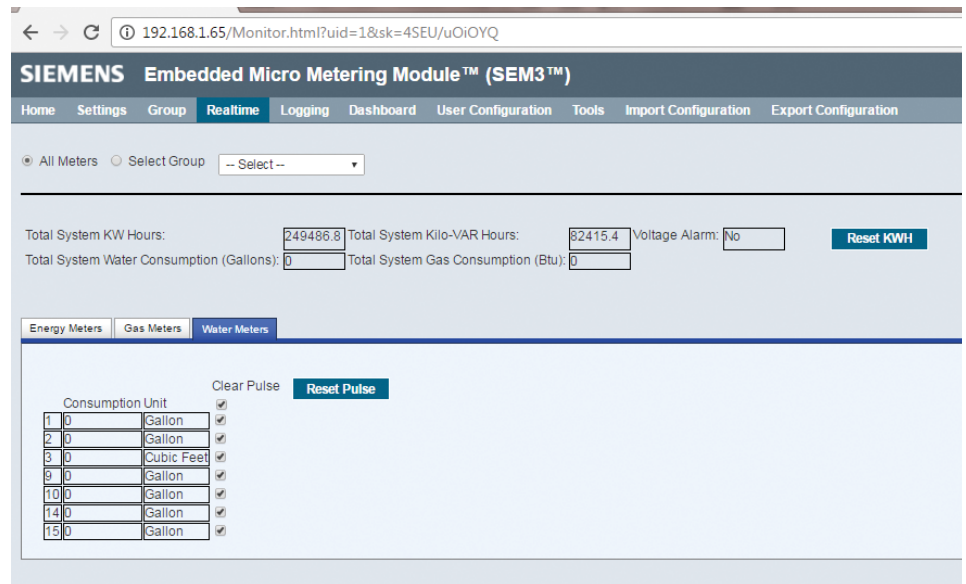 192.168.1.65/Monitor.html?uid=1&sk=4SEU/uOiOYQ
SIEMENS Embedded Micro Metering Module™ (SEM3™)
Home Settings Group Realtime Logging Dashboard User Configuration Tools Import Configuration Export Configuration
All Meters Select Group -- Select --
Total System KW Hours: 249486.8 Total System Kilo-VAR Hours: 82415.4 Voltage Alarm: No Reset KWH
Total System Water Consumption (Gallons): 0 Total System Gas Consumption (Btu): 0
Energy Meters Gas Meters Water Meters
Clear Pulse Reset Pulse
Consumption Unit
1 0 Gallon
2 0 Gallon
3 0 Cubic Feet
9 0 Gallon
10 0 Gallon
14 0 Gallon
15 0 Gallon